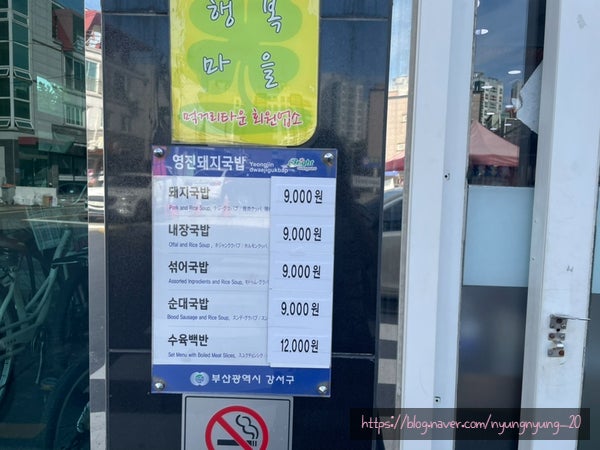 행복
마을
먹거리타운 회원업소
영진돼지국밥 Yeongjin dwaejigukbap
돼지국밥 9,000원
Pork and Rice Soup
내장국밥 9,000원
Offal and Rice Soup
섞어국밥 9,000원
Assorted Ingredients and Rice Soup
순대국밥 9,000원
Blood Sausage and Rice Soup
수육백반 12,000원
Set Menu with Boiled Meat Slices
부산광역시 강서구
https://blog.naver.com/nyungnyung_20